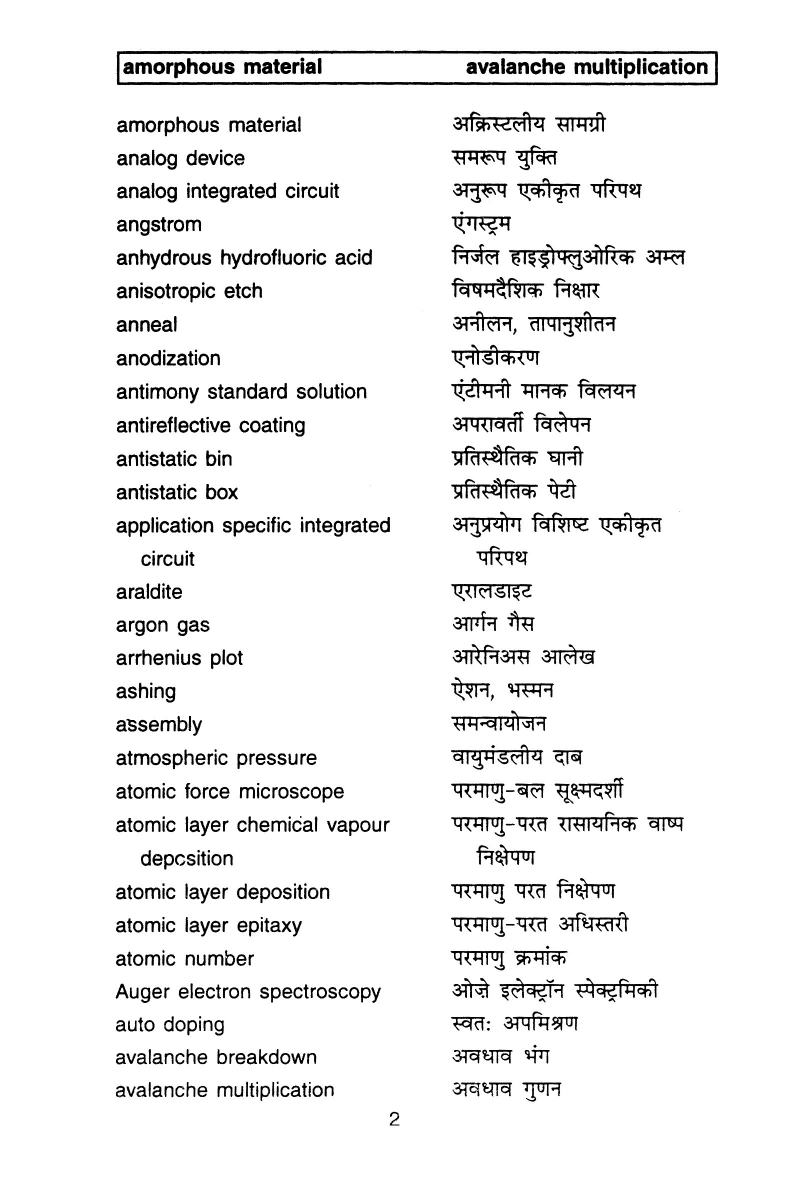 amorphous material avalanche multiplication
amorphous material अक्रिस्टलीय सामग्री
analog device समरूप युक्ति
analog integrated circuit अनुरूप एकीकृत परिपथ
angstrom एंगस्ट्रम
anhydrous hydrofluoric acid निर्जल हाइड्रोफ्लुओरिक अम्ल
anisotropic etch विषमदैशिक निक्षार
anneal अनीलन, तापानुशीतन
anodization एनोडीकरण
antimony standard solution एंटीमनी मानक विलयन
antireflective coating अपरावर्ती विलेपन
antistatic bin प्रतिस्थैतिक घानी
antistatic box प्रतिस्थैतिक पेटी
application specific integrated अनुप्रयोग विशिष्ट एकीकृत
circuit परिपथ
araldite एरालडाइट
argon gas आर्गन गैस
arrhenius plot आरेनिअस आलेख
ashing ऐशन, भस्मन
assembly समन्वायोजन
atmospheric pressure वायुमंडलीय दाब
atomic force microscope परमाणु-बल सूक्ष्मदर्शी
atomic layer chemical vapour परमाणु-परत रासायनिक वाष्प
deposition निक्षेपण
atomic layer deposition परमाणु परत निक्षेपण
atomic layer epitaxy परमाणु-परत अधिस्तरी
atomic number परमाणु क्रमांक
Auger electron spectroscopy ओज़े इलेक्ट्रॉन स्पेक्ट्रमिकी
auto doping स्वतः अपमिश्रण
avalanche breakdown अवधाव भंग
avalanche multiplication अवधाव गुणन
2